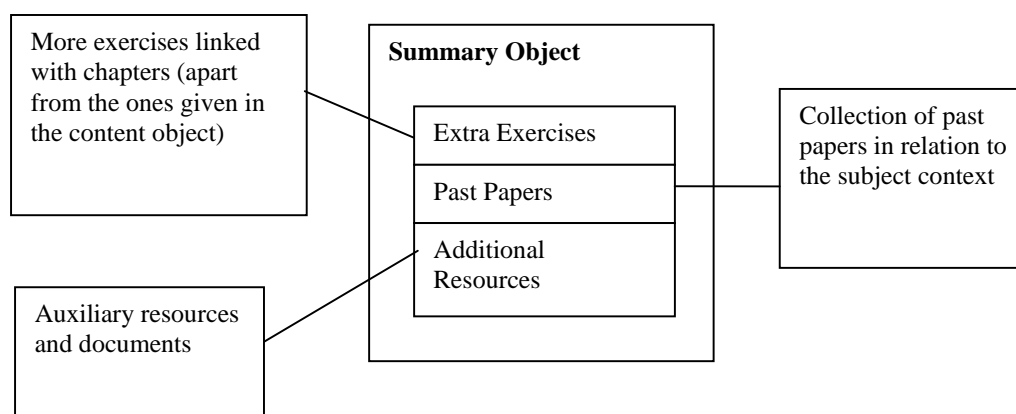 More exercises linked
with chapters (apart
from the ones given in
the content object)
Summary Object
Extra Exercises
Past Papers
Additional
Resources
Collection of past
papers in relation to
the subject context
Auxiliary resources
and documents